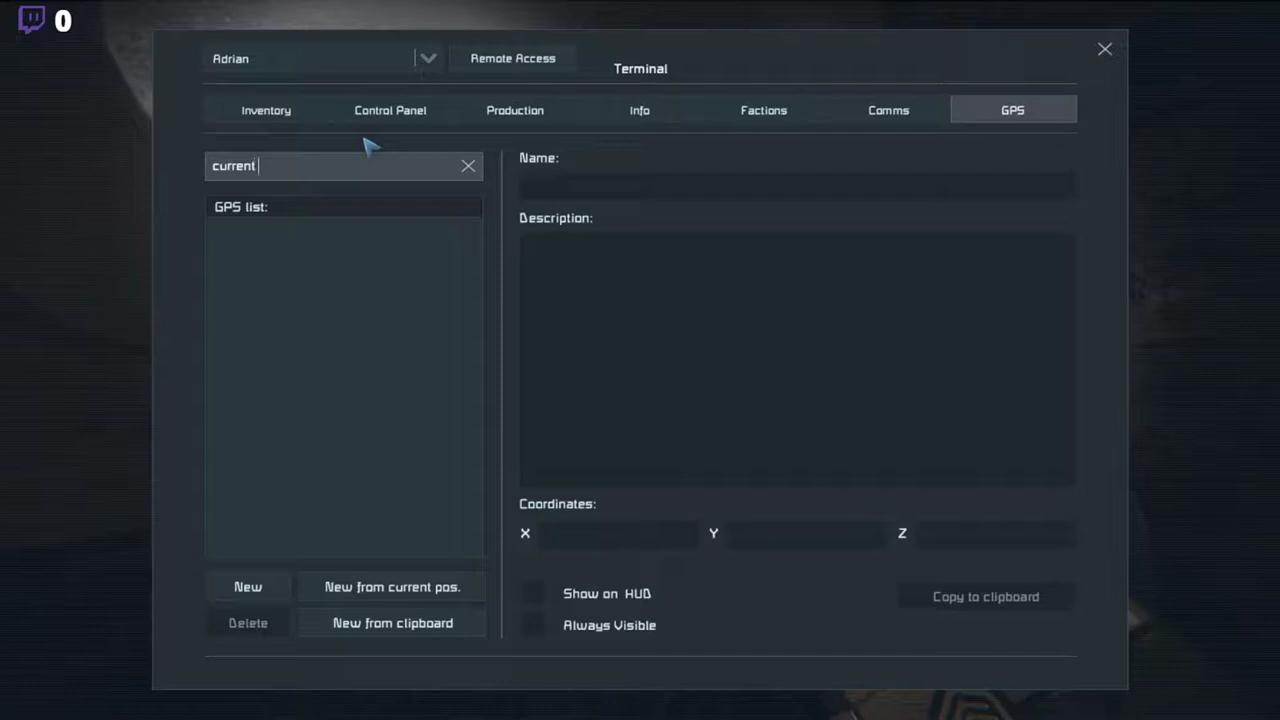 0
Adrian
Remote Access
Terminal
Inventory
Control Panel
Production
Info
Factions
Comms
GPS
current
GPS list:
Name:
Description:
Coordinates:
X
Y
Z
New
New from current pos.
Delete
New from clipboard
Show on HUD
Always Visible
Copy to clipboard